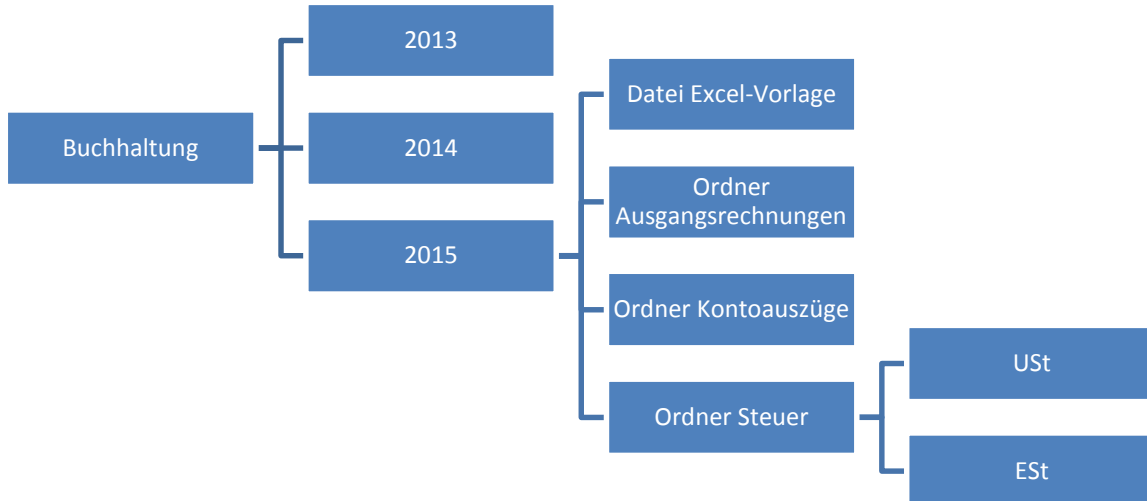 Buchhaltung
2013
2014
2015
Datei Excel-Vorlage
Ordner
Ausgangsrechnungen
Ordner Kontoauszüge
Ordner Steuer
USt
ESt